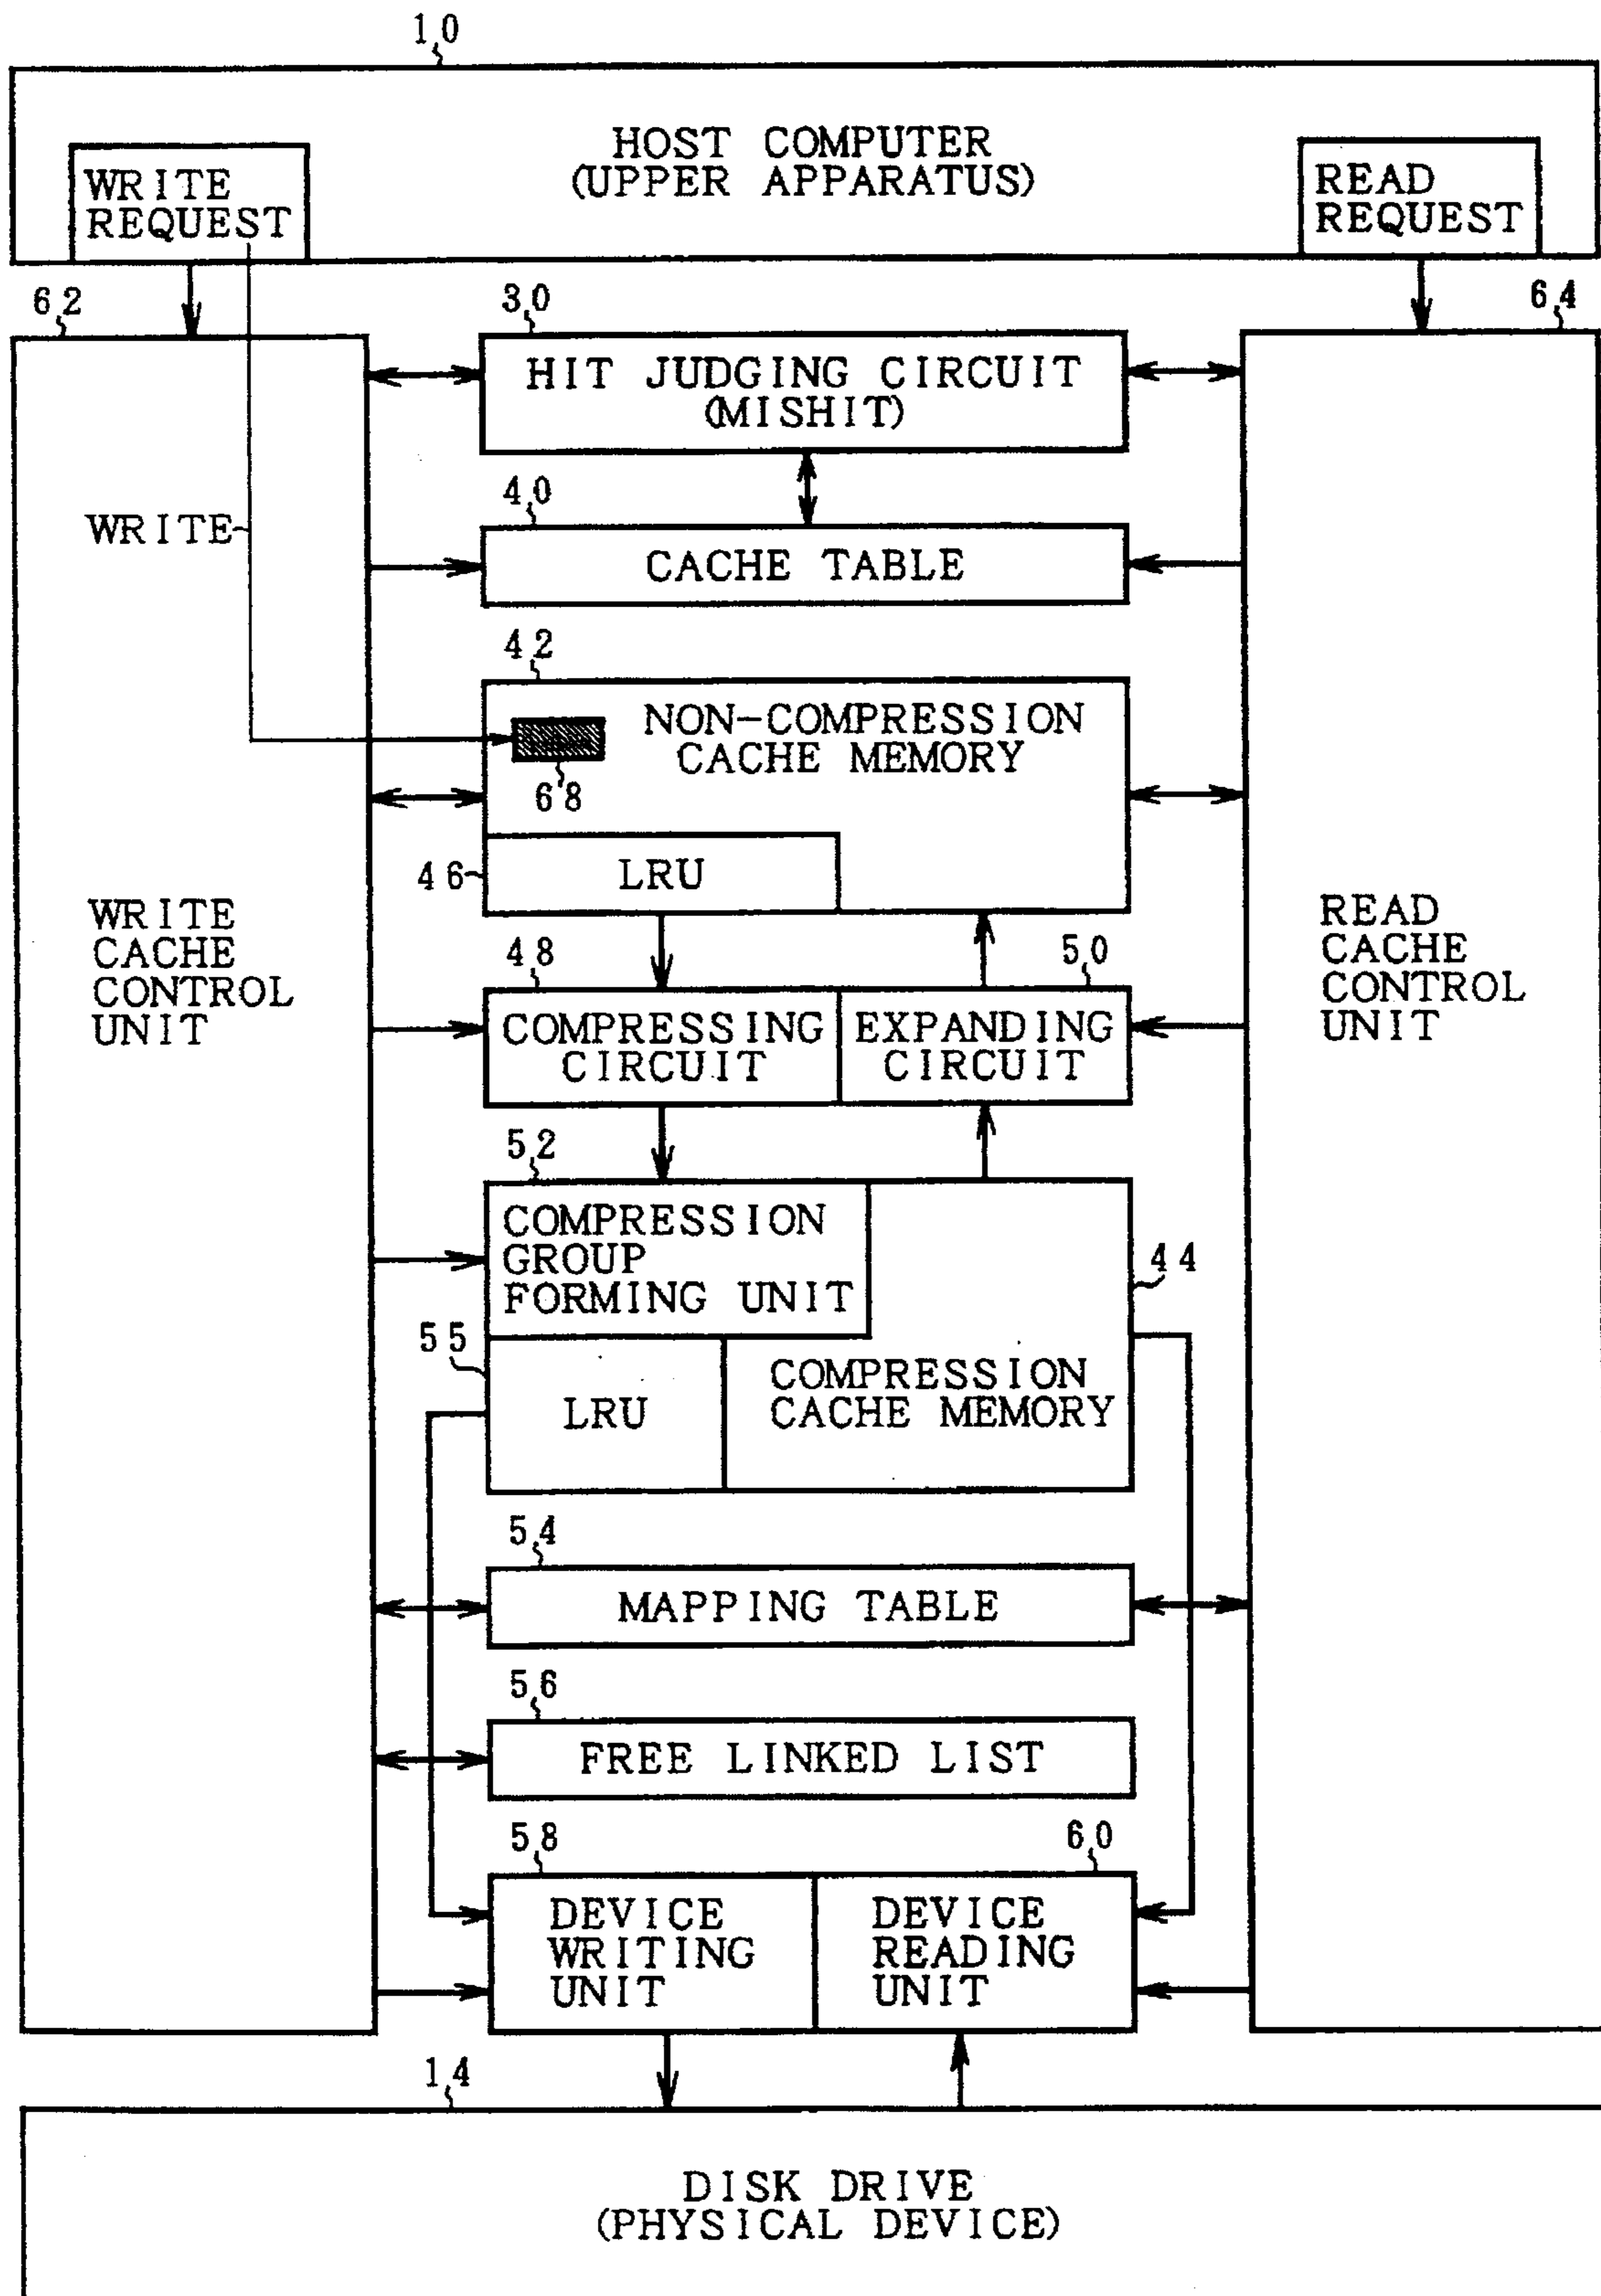 10
HOST COMPUTER
(UPPER APPARATUS)
WRITE
REQUEST
READ
REQUEST
62
30
64
HIT JUDGING CIRCUIT
(MISHIT)
WRITE
40
CACHE TABLE
42
NON-COMPRESSION
CACHE MEMORY
68
46
LRU
WRITE
CACHE
CONTROL
UNIT
READ
CACHE
CONTROL
UNIT
48
50
COMPRESSING
CIRCUIT
EXPANDING
CIRCUIT
52
COMPRESSION
GROUP
FORMING UNIT
44
55
LRU
COMPRESSION
CACHE MEMORY
54
MAPPING TABLE
56
FREE LINKED LIST
58
60
DEVICE
WRITING
UNIT
DEVICE
READING
UNIT
14
DISK DRIVE
(PHYSICAL DEVICE)